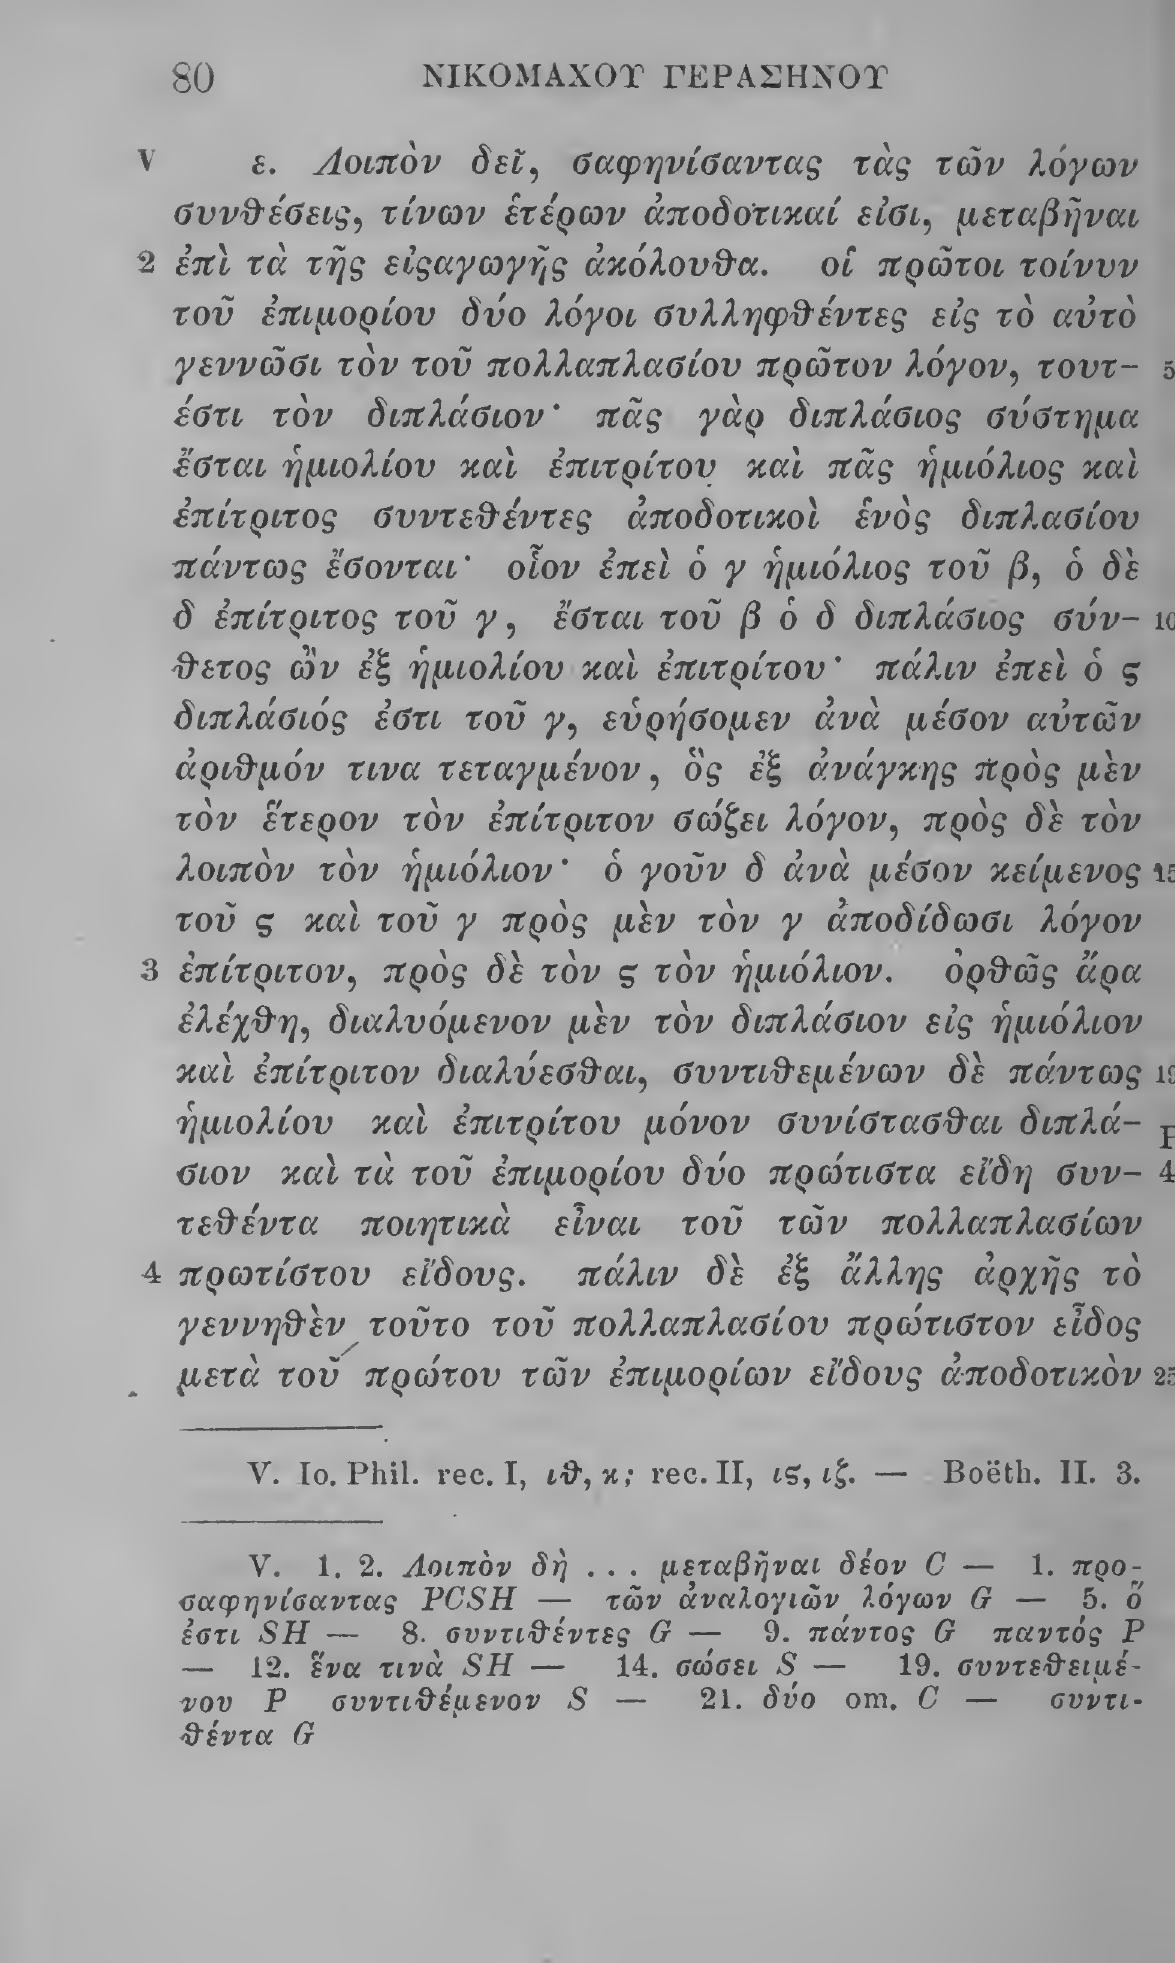 80 ΝΙΚΟΜΑΧΟΥ ΓΕΡΑΣΗΝΟΥ
V ε. Λοιπὸν δεῖ, σαφηνίσαντας τὰς τῶν λόγων
συνθέσεις, τίνων ἑτέρων ἀποδοτικαί εἰσι, μεταβῆναι
2 ἐπὶ τὰ τῆς εἰςαγωγῆς ἀκόλουθα. οἱ πρῶτοι τοίνυν
τοῦ ἐπιμορίου δύο λόγοι συλληφθέντες εἰς τὸ αὐτὸ
γεννῶσι τὸν τοῦ πολλαπλασίου πρῶτον λόγον, τουτ- 5
έστι τὸν διπλάσιον· πᾶς γὰρ διπλάσιος σύστημα
ἔσται ἡμιολίου καὶ ἐπιτρίτου καὶ πᾶς ἡμιόλιος καὶ
ἐπίτριτος συντεθέντες ἀποδοτικοὶ ἑνὸς διπλασίου
πάντως ἔσονται· οἷον ἐπεὶ ὁ γ ἡμιόλιος τοῦ β, ὁ δὲ
δ ἐπίτριτος τοῦ γ, ἔσται τοῦ β ὁ δ διπλάσιος σύν- 10
θετος ὢν ἐξ ἡμιολίου καὶ ἐπιτρίτου· πάλιν ἐπεὶ ὁ ς
διπλάσιός ἐστι τοῦ γ, εὑρήσομεν ἀνὰ μέσον αὐτῶν
ἀριθμόν τινα τεταγμένον, ὃς ἐξ ἀνάγκης πρὸς μὲν
τὸν ἕτερον τὸν ἐπίτριτον σώζει λόγον, πρὸς δὲ τὸν
λοιπὸν τὸν ἡμιόλιον· ὁ γοῦν δ ἀνὰ μέσον κείμενος 15
τοῦ ς καὶ τοῦ γ πρὸς μὲν τὸν γ ἀποδίδωσι λόγον
3 ἐπίτριτον, πρὸς δὲ τὸν ς τὸν ἡμιόλιον. ὀρθῶς ἄρα
ἐλέχθη, διαλυόμενον μὲν τὸν διπλάσιον εἰς ἡμιόλιον
καὶ ἐπίτριτον διαλύεσθαι, συντιθεμένων δὲ πάντως 19
ἡμιολίου καὶ ἐπιτρίτου μόνον συνίστασθαι διπλά-
σιον καὶ τὰ τοῦ ἐπιμορίου δύο πρώτιστα εἴδη συν- 4
τεθέντα ποιητικὰ εἶναι τοῦ τῶν πολλαπλασίων
4 πρωτίστου εἴδους. πάλιν δὲ ἐξ ἄλλης ἀρχῆς τὸ
γεννηθὲν τοῦτο τοῦ πολλαπλασίου πρώτιστον εἶδος
μετὰ τοῦ πρώτου τῶν ἐπιμορίων εἴδους ἀποδοτικὸν 25
V. Io. Phil. rec. I, ιθ, κ; rec. II, ιϛ, ιζ. — Boëth. II. 3.
V. 1. 2. Λοιπὸν δὴ ... μεταβῆναι δέον C — 1. προ-
σαφηνίσαντας PCSH — τῶν ἀναλογιῶν λόγων G — 5. ὅ
ἐστι SH — 8. συντιθέντες G — 9. πάντος G παντός P
— 12. ἕνα τινὰ SH — 14. σώσει S — 19. συντεθειμέ-
νου P συντιθέμενον S — 21. δύο om. C — συντι-
θέντα G